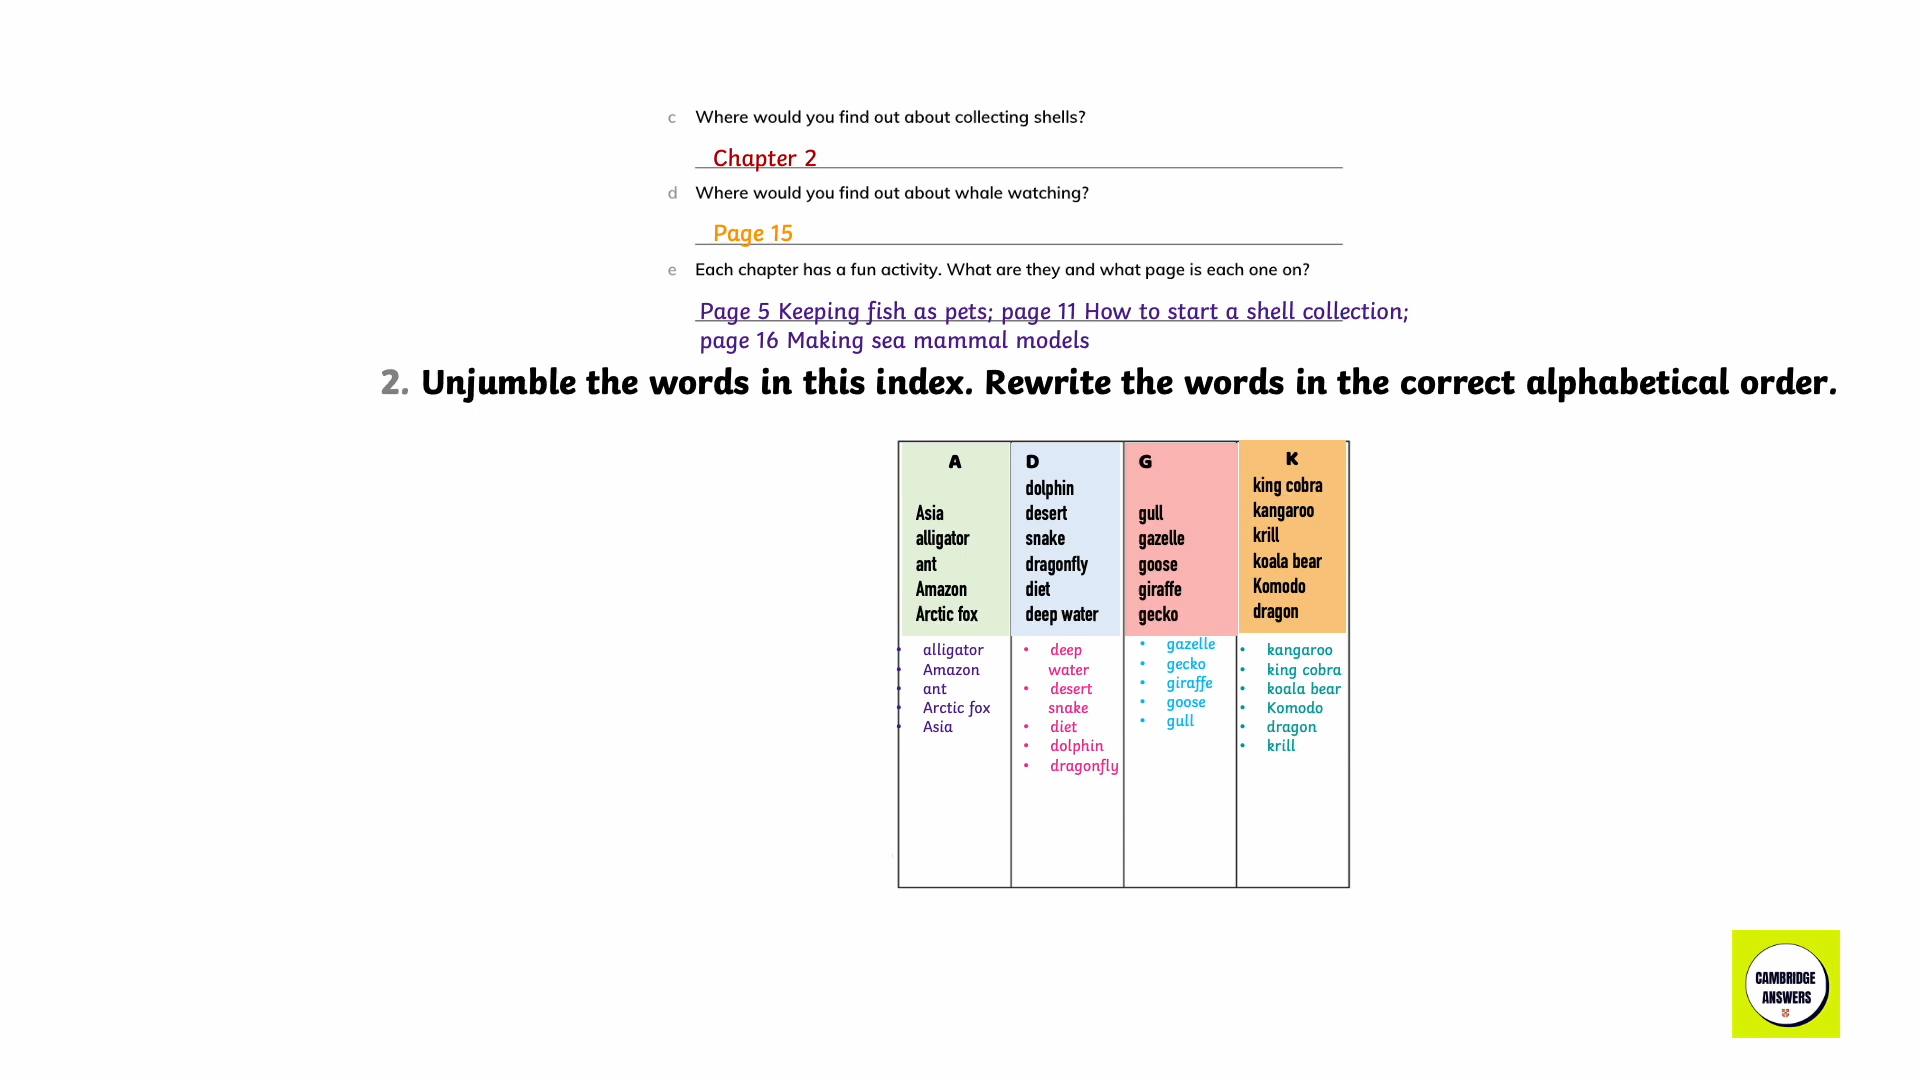 c Where would you find out about collecting shells?
Chapter 2
d Where would you find out about whale watching?
Page 15
e Each chapter has a fun activity. What are they and what page is each one on?
Page 5 Keeping fish as pets; page 11 How to start a shell collection;
page 16 Making sea mammal models
2. Unjumble the words in this index. Rewrite the words in the correct alphabetical order.
A
Asia
alligator
ant
Amazon
Arctic fox
• alligator
• Amazon
• ant
• Arctic fox
• Asia
D
dolphin
desert
snake
dragonfly
diet
deep water
• deep
water
• desert
snake
• diet
• dolphin
• dragonfly
G
gull
gazelle
goose
giraffe
gecko
• gazelle
• gecko
• giraffe
• goose
• gull
K
king cobra
kangaroo
krill
koala bear
Komodo
dragon
• kangaroo
• king cobra
• koala bear
• Komodo
• dragon
• krill
CAMBRIDGE
ANSWERS